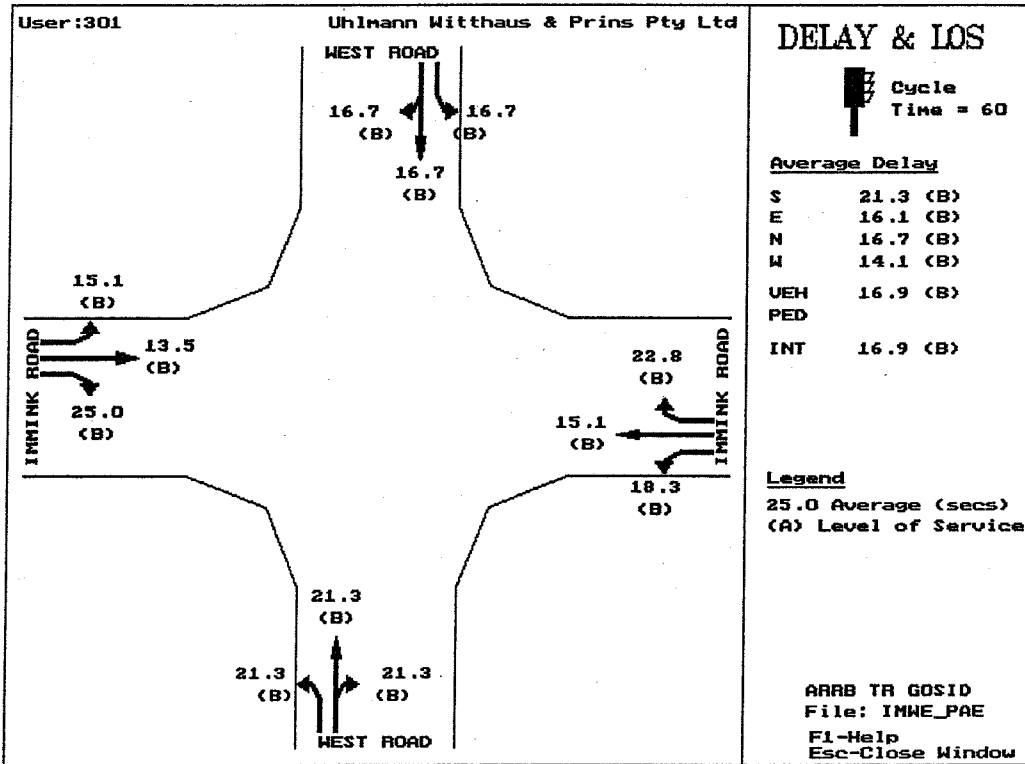 User:301
Uhlmann Witthaus & Prins Pty Ltd
WEST ROAD
16.7
(B)
16.7
(B)
16.7
(B)
15.1
(B)
IMMINK ROAD
13.5
(B)
25.0
(B)
22.8
(B)
15.1
(B)
IMMINK ROAD
18.3
(B)
21.3
(B)
21.3
(B)
21.3
(B)
WEST ROAD
DELAY & LOS
Cycle
Time = 60
Average Delay
S 21.3 (B)
E 16.1 (B)
N 16.7 (B)
W 14.1 (B)
VEH 16.9 (B)
PED
INT 16.9 (B)
Legend
25.0 Average (secs)
(A) Level of Service
ARRB TR GOSID
File: IMWE_PAE
F1-Help
Esc-Close Window